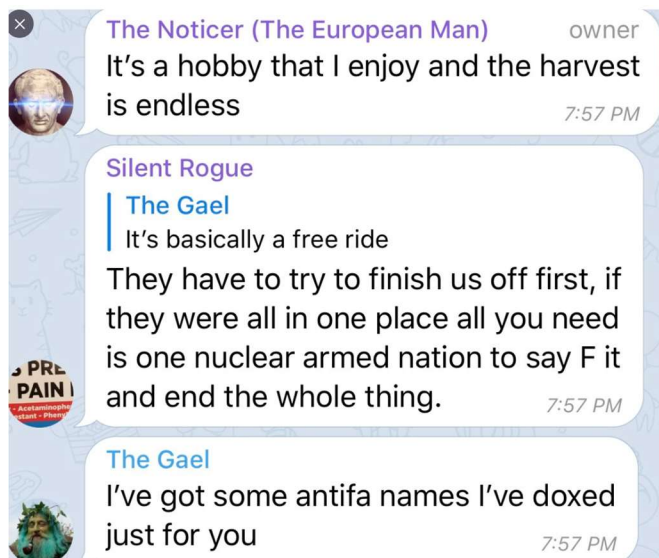 The Noticer (The European Man) owner
It's a hobby that I enjoy and the harvest
is endless
7:57 PM
Silent Rogue
The Gael
It's basically a free ride
They have to try to finish us off first, if
they were all in one place all you need
is one nuclear armed nation to say F it
and end the whole thing.
7:57 PM
PRE
PAIN
The Gael
I've got some antifa names I've doxed
just for you
7:57 PM